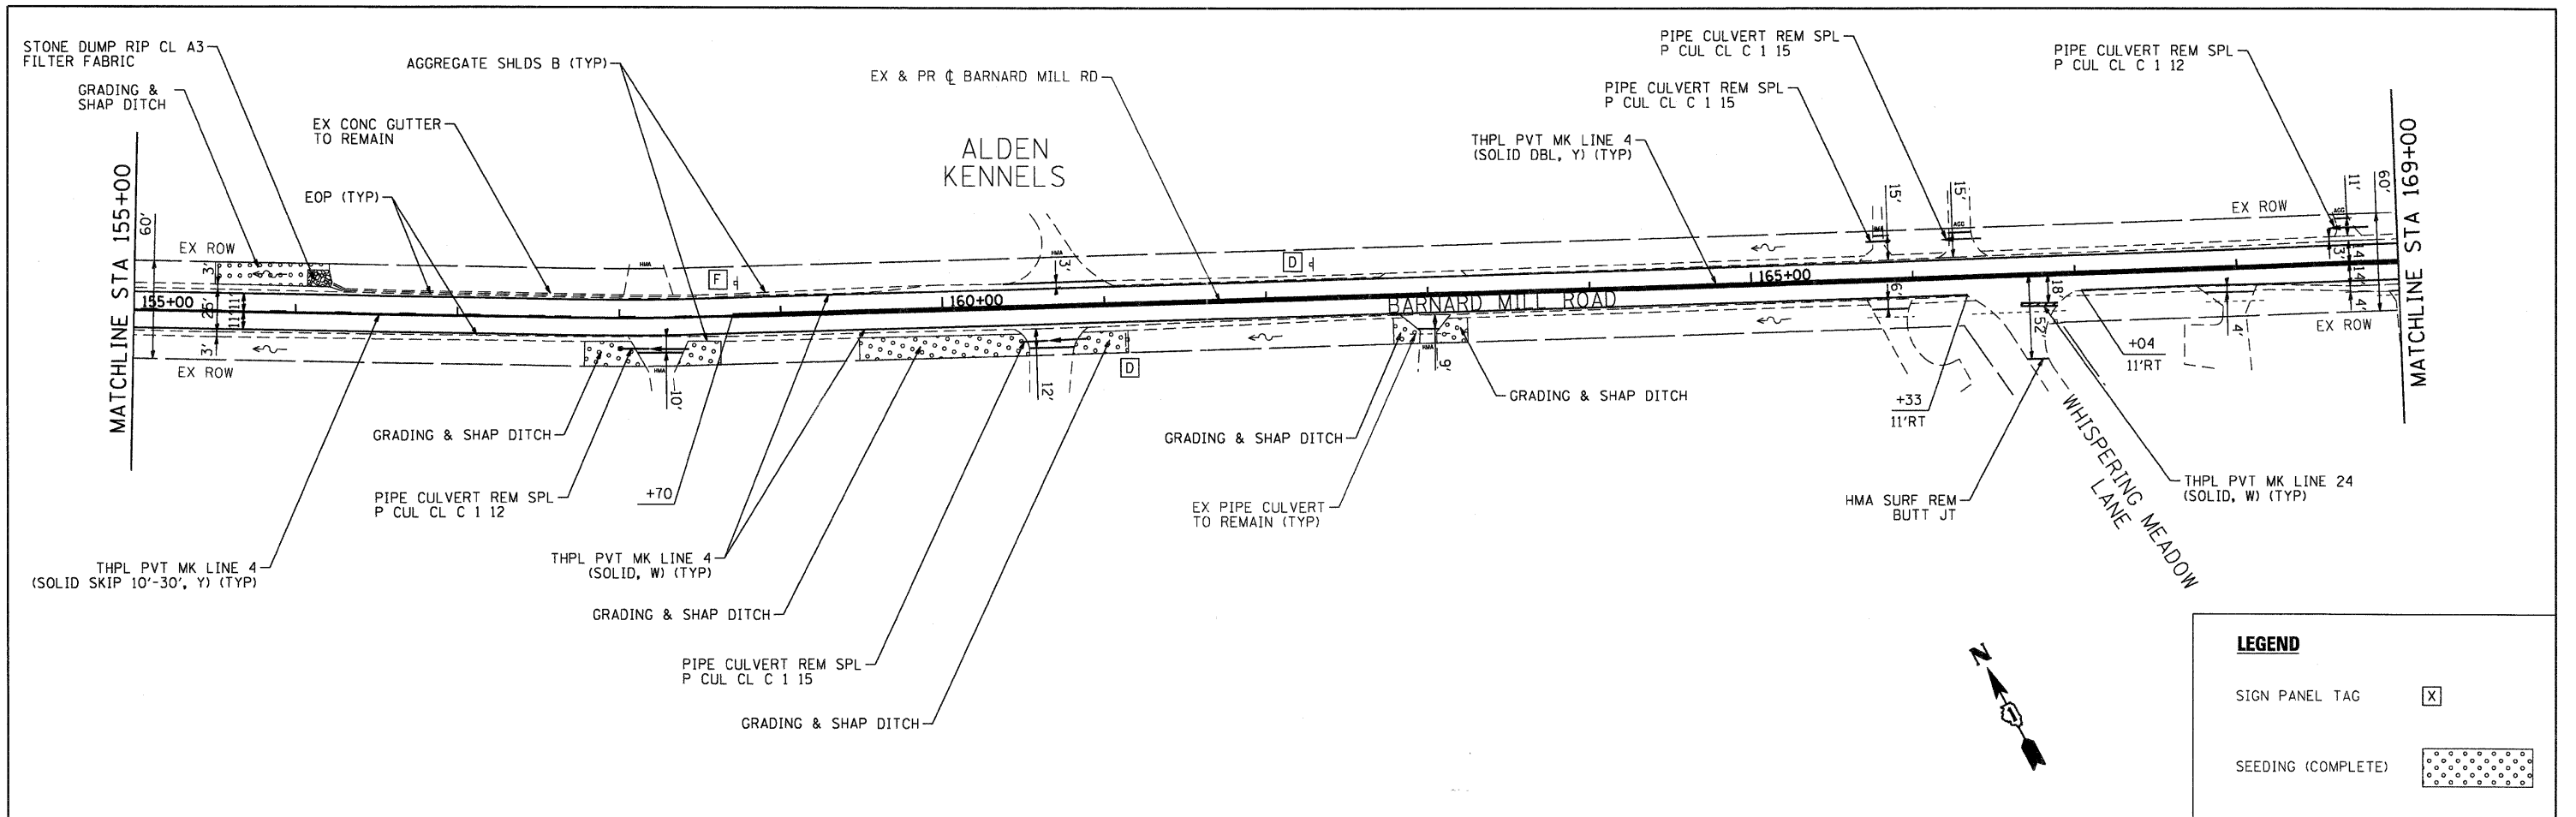 STONE DUMP RIP CL A3
FILTER FABRIC
GRADING &
SHAP DITCH
AGGREGATE SHLDS B (TYP)
EX CONC GUTTER
TO REMAIN
EOP (TYP)
EX & PR ℄ BARNARD MILL RD
ALDEN
KENNELS
THPL PVT MK LINE 4
(SOLID DBL, Y) (TYP)
PIPE CULVERT REM SPL
P CUL CL C 1 15
PIPE CULVERT REM SPL
P CUL CL C 1 15
PIPE CULVERT REM SPL
P CUL CL C 1 12
MATCHLINE STA 155+00
MATCHLINE STA 169+00
60'
EX ROW
3'
25'
11'
11'
3'
EX ROW
155+00
HMA
F
HMA
3'
160+00
D
BARNARD MILL ROAD
165+00
HMA
15'
AGG
15'
EX ROW
AGG
11'
60'
3'
4'
14'
4'
EX ROW
HMA
10'
12'
D
HMA
9'
6'
18'
52'
4'
+33
11'RT
+04
11'RT
WHISPERING MEADOW
LANE
GRADING & SHAP DITCH
PIPE CULVERT REM SPL
P CUL CL C 1 12
+70
THPL PVT MK LINE 4
(SOLID SKIP 10'-30', Y) (TYP)
THPL PVT MK LINE 4
(SOLID, W) (TYP)
GRADING & SHAP DITCH
PIPE CULVERT REM SPL
P CUL CL C 1 15
GRADING & SHAP DITCH
GRADING & SHAP DITCH
EX PIPE CULVERT
TO REMAIN (TYP)
GRADING & SHAP DITCH
HMA SURF REM
BUTT JT
THPL PVT MK LINE 24
(SOLID, W) (TYP)
N
LEGEND
SIGN PANEL TAG
X
SEEDING (COMPLETE)